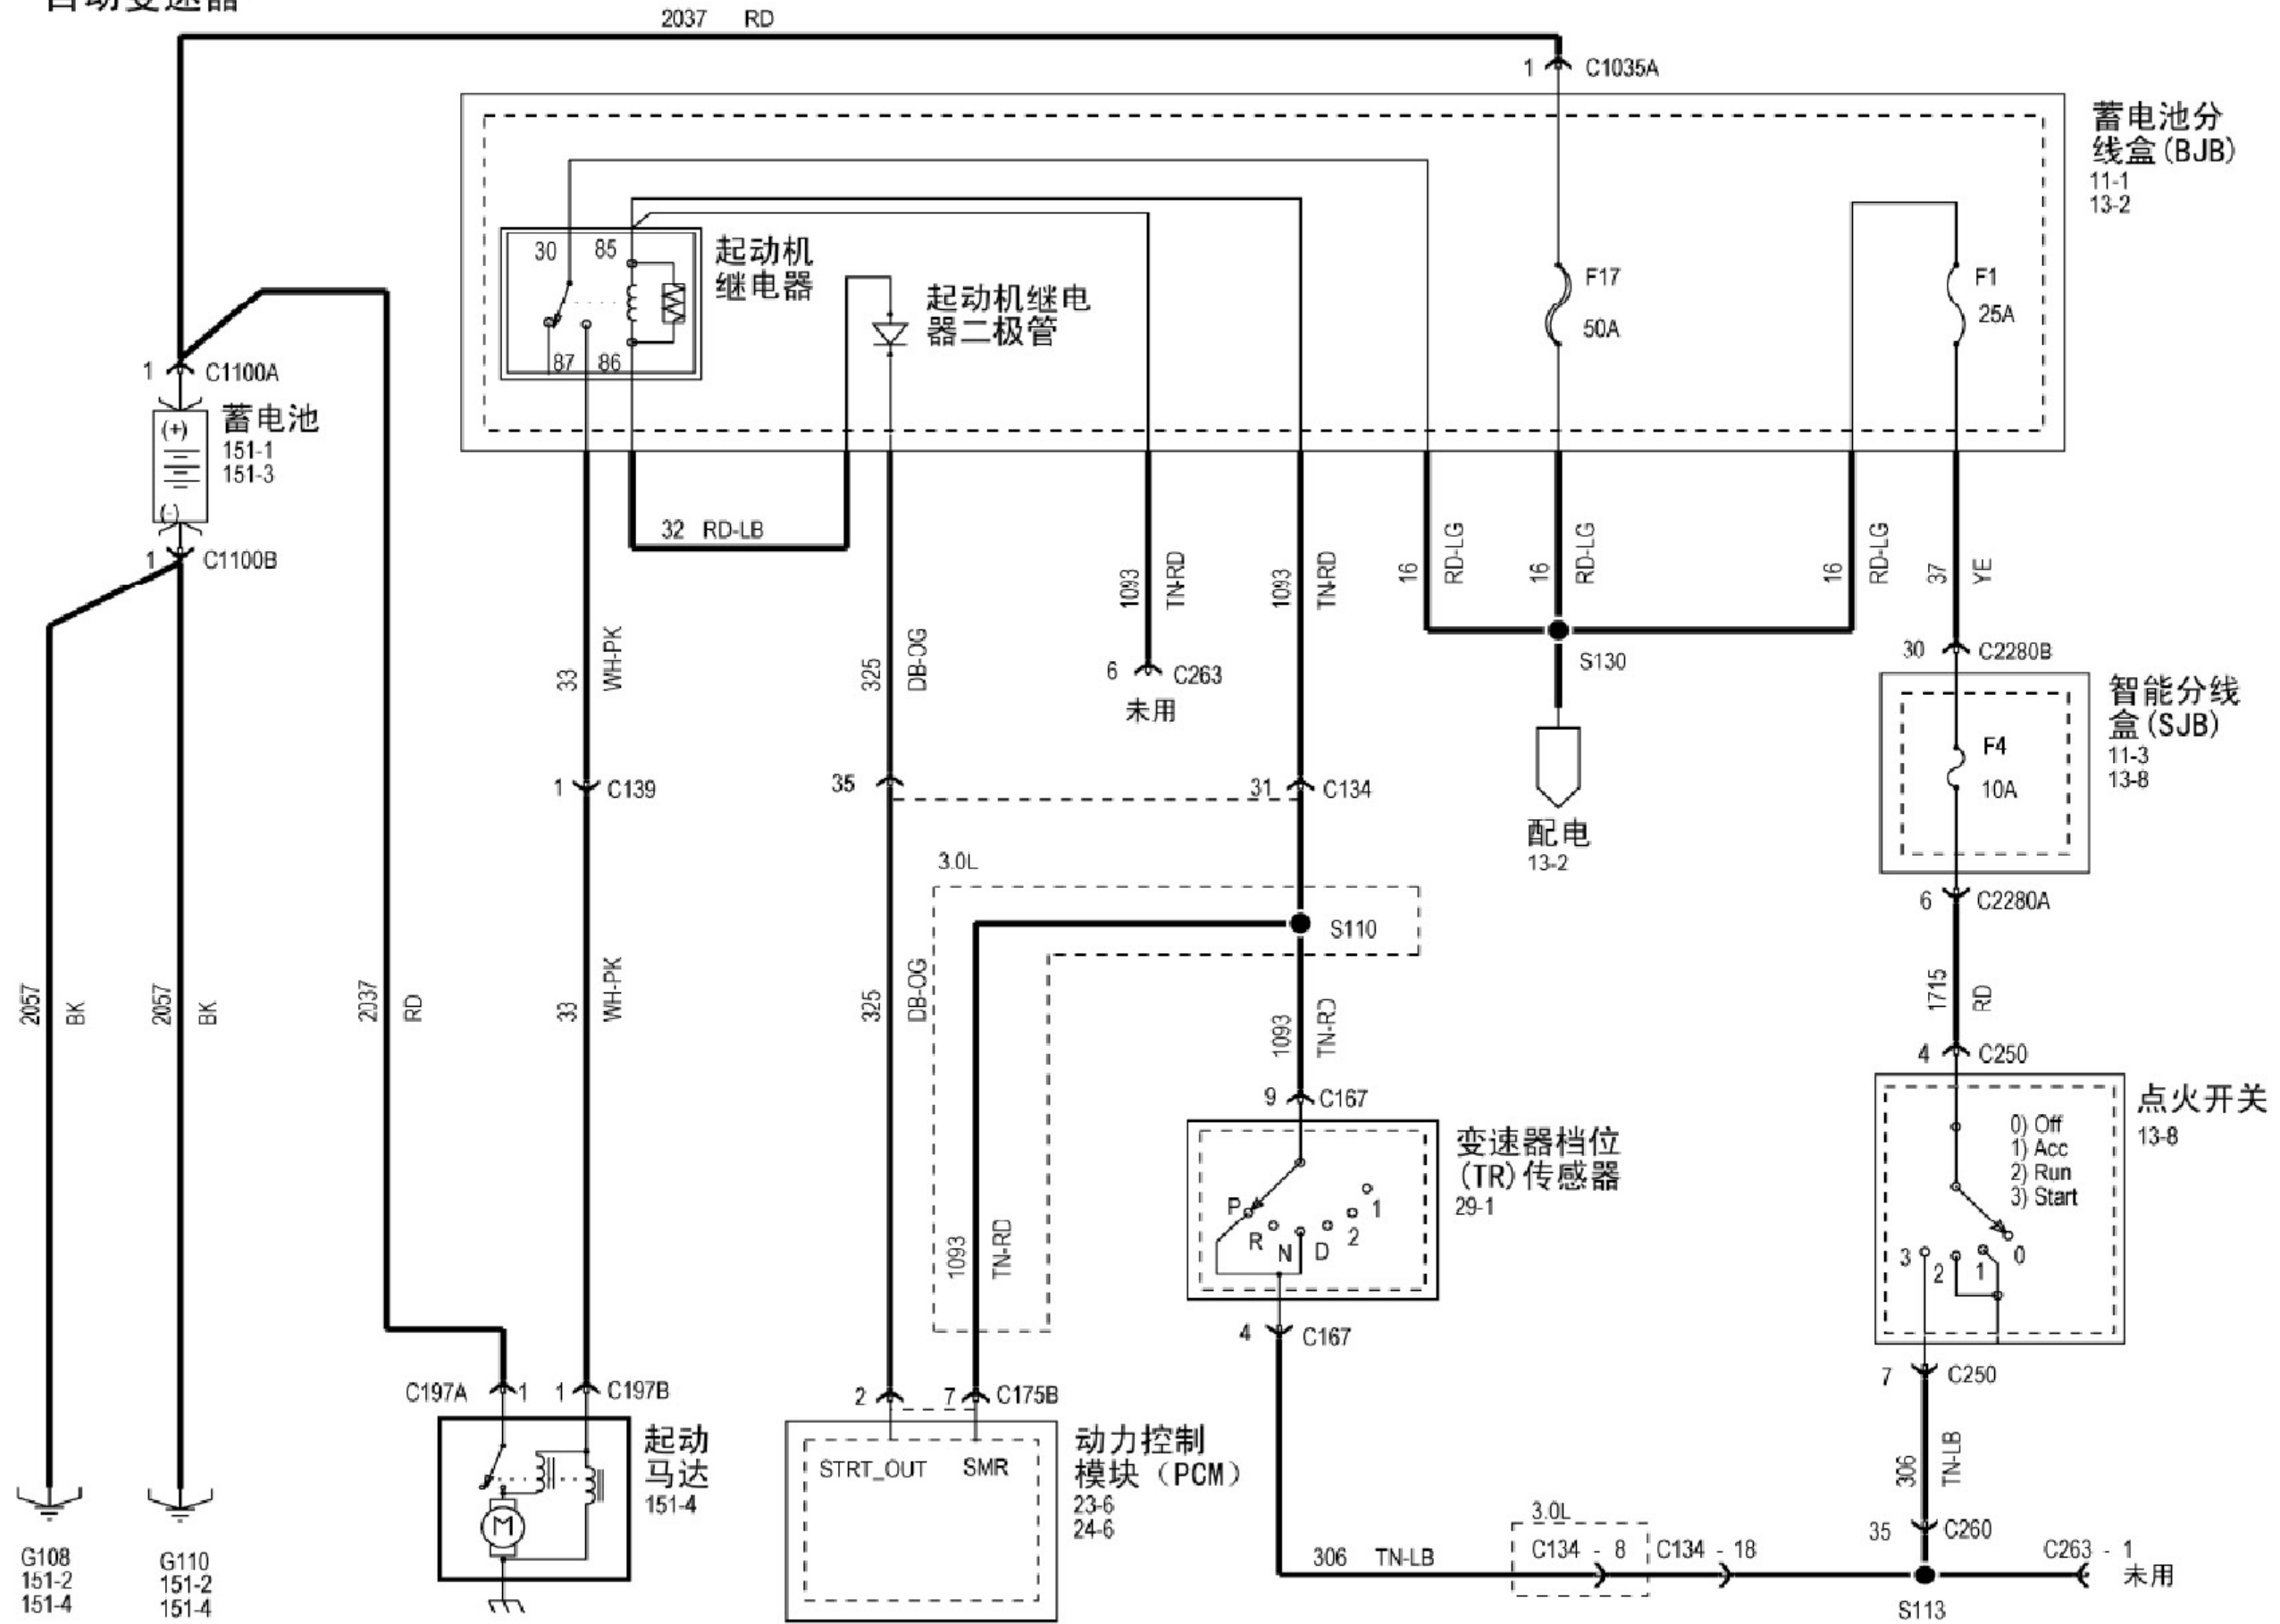 自动变速器
2037 RD
1 C1035A
蓄电池分
线盒(BJB)
11-1
13-2
30 85
87 86
起动机
继电器
起动机继电
器二极管
F17
50A
F1
25A
1 C1100A
(+)
(-)
蓄电池
151-1
151-3
1 C1100B
32 RD-LB
1093 TN-RD
1093 TN-RD
16 RD-LG
16 RD-LG
16 RD-LG
37 YE
33 WH-PK
325 DB-OG
6 C263
未用
S130
30 C2280B
智能分线
盒(SJB)
11-3
13-8
F4
10A
1 C139
35
31 C134
配电
13-2
3.0L
S110
6 C2280A
2057 BK
2057 BK
2037 RD
33 WH-PK
325 DB-OG
1093 TN-RD
1715 RD
4 C250
9 C167
点火开关
13-8
0) Off
1) Acc
2) Run
3) Start
3 2 1 0
变速器档位
(TR)传感器
29-1
P R N D 2 1
1093 TN-RD
4 C167
7 C250
C197A 1
1 C197B
2
7 C175B
起动
马达
151-4
M
STRT_OUT SMR
动力控制
模块（PCM）
23-6
24-6
306 TN-LB
35 C260
3.0L
306 TN-LB
C134 - 8
C134 - 18
C263 - 1
未用
S113
G108
151-2
151-4
G110
151-2
151-4